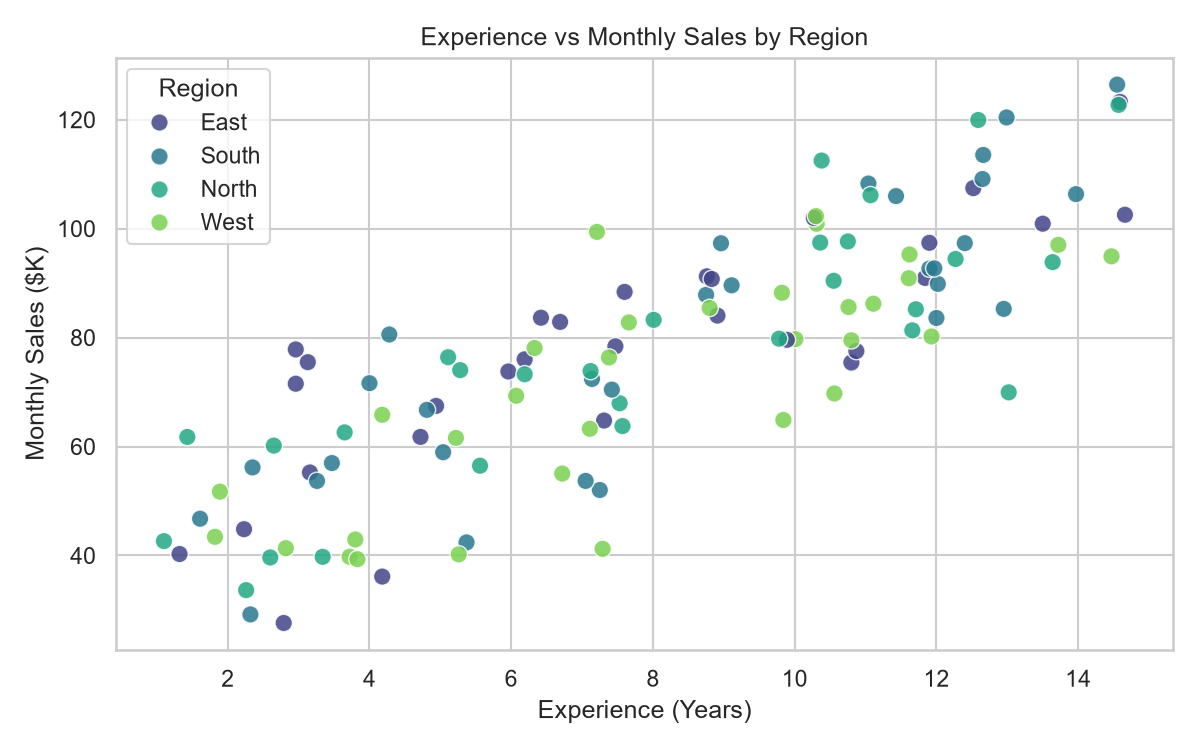 Experience vs Monthly Sales by Region
Region
East
South
North
West
120
100
80
60
40
Monthly Sales ($K)
2 4 6 8 10 12 14
Experience (Years)